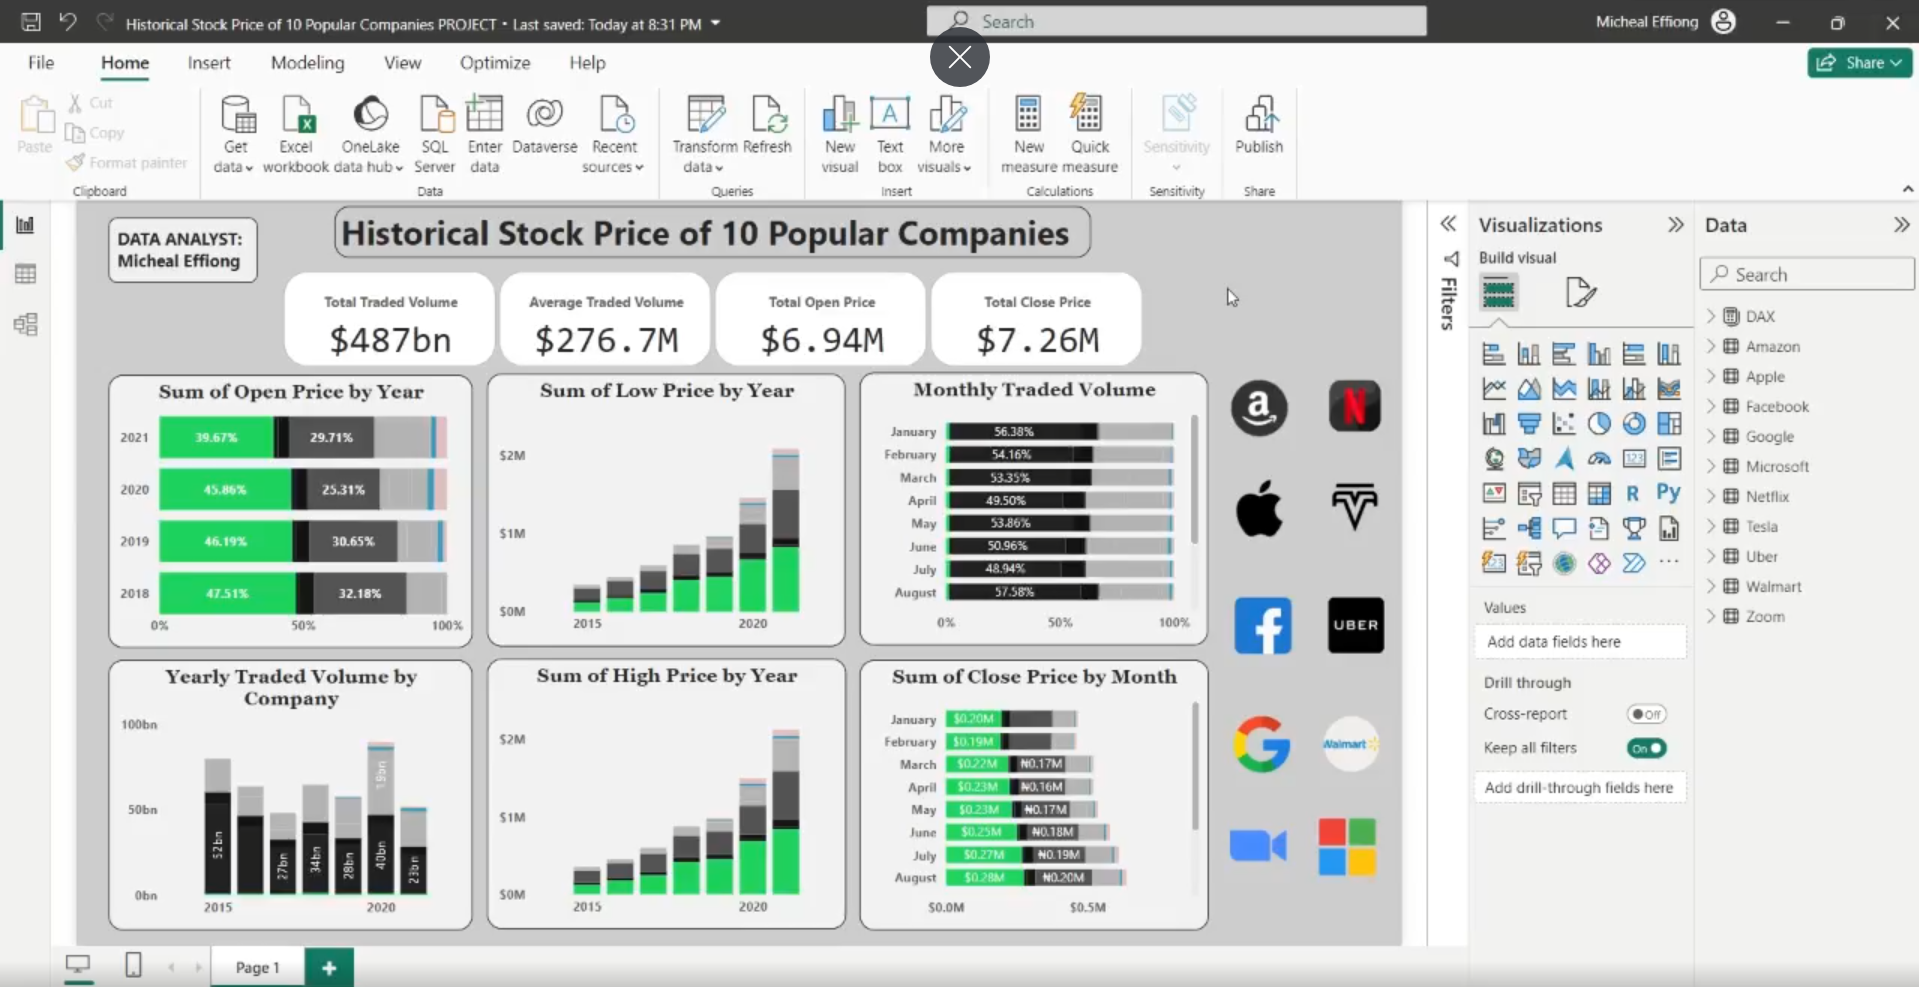 Historical Stock Price of 10 Popular Companies PROJECT • Last saved: Today at 8:31 PM
Search
Micheal Effiong
File
Home
Insert
Modeling
View
Optimize
Help
Share
Paste
Cut
Copy
Format painter
Clipboard
Get data
Excel workbook
OneLake data hub
SQL Server
Enter data
Dataverse
Recent sources
Data
Transform data
Refresh
Queries
New visual
Text box
More visuals
Insert
New measure
Quick measure
Calculations
Sensitivity
Sensitivity
Publish
Share
DATA ANALYST:
Micheal Effiong
Historical Stock Price of 10 Popular Companies
Total Traded Volume
$487bn
Average Traded Volume
$276.7M
Total Open Price
$6.94M
Total Close Price
$7.26M
Sum of Open Price by Year
2021 39.67% 29.71%
2020 45.86% 25.31%
2019 46.19% 30.65%
2018 47.51% 32.18%
0% 50% 100%
Sum of Low Price by Year
$2M
$1M
$0M
2015 2020
Monthly Traded Volume
January 56.38%
February 54.16%
March 53.35%
April 49.50%
May 53.86%
June 50.96%
July 48.94%
August 57.58%
0% 50% 100%
Yearly Traded Volume by
Company
100bn
50bn
0bn
52bn
27bn
34bn
28bn
40bn
19bn
23bn
2015 2020
Sum of High Price by Year
$2M
$1M
$0M
2015 2020
Sum of Close Price by Month
January $0.20M
February $0.19M
March $0.22M ₦0.17M
April $0.23M ₦0.16M
May $0.23M ₦0.17M
June $0.25M ₦0.18M
July $0.27M ₦0.19M
August $0.28M ₦0.20M
$0.0M $0.5M
a
N
f
UBER
G
Walmart
Filters
Visualizations
Build visual
123
R
Py
123
Values
Add data fields here
Drill through
Cross-report
Off
Keep all filters
On
Add drill-through fields here
Data
Search
DAX
Amazon
Apple
Facebook
Google
Microsoft
Netflix
Tesla
Uber
Walmart
Zoom
Page 1